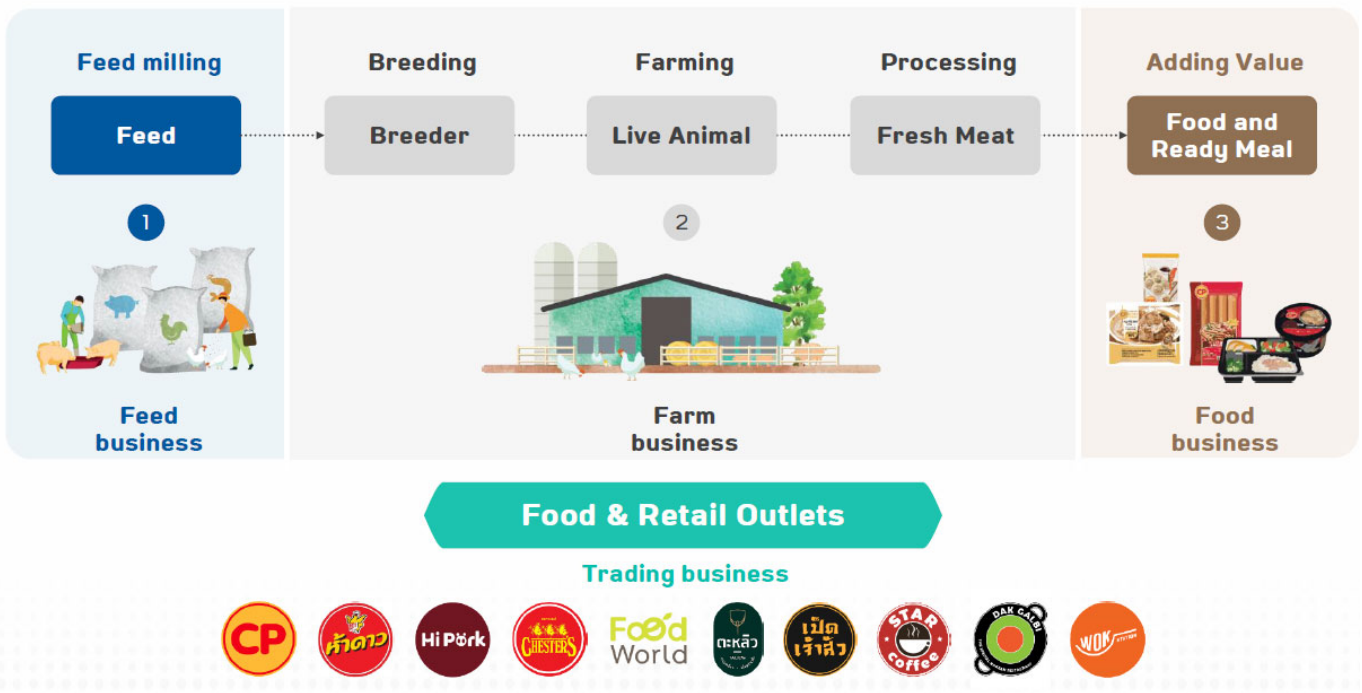 Feed milling
Breeding
Farming
Processing
Adding Value
Feed
Breeder
Live Animal
Fresh Meat
Food and
Ready Meal
1
2
3
Feed
business
Farm
business
Food
business
Food & Retail Outlets
Trading business
CP
ห้าดาว
Hi Pork
CHESTER'S
Food
World
ตะหลิว
เป็ด
เจ้าสัว
STAR
Coffee
DAK GALBI
WOK
STATION